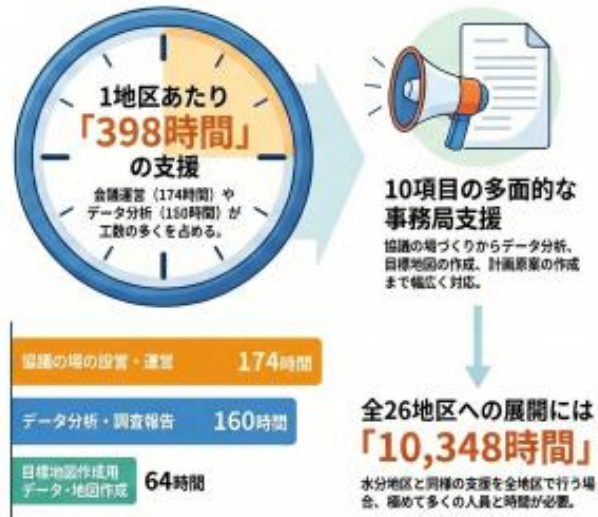 1地区あたり
「398時間」
の支援
会議運営（174時間）や
データ分析（160時間）が
工数の多くを占める。
10項目の多面的な
事務局支援
協議の場づくりからデータ分析、
目標地図の作成、計画原案の作成
まで幅広く対応。
協議の場の設営・運営 174時間
データ分析・調査報告 160時間
目標地図作成用
データ・地図作成 64時間
全26地区への展開には
「10,348時間」
水分地区と同様の支援を全地区で行う場
合、極めて多くの人員と時間が必要。